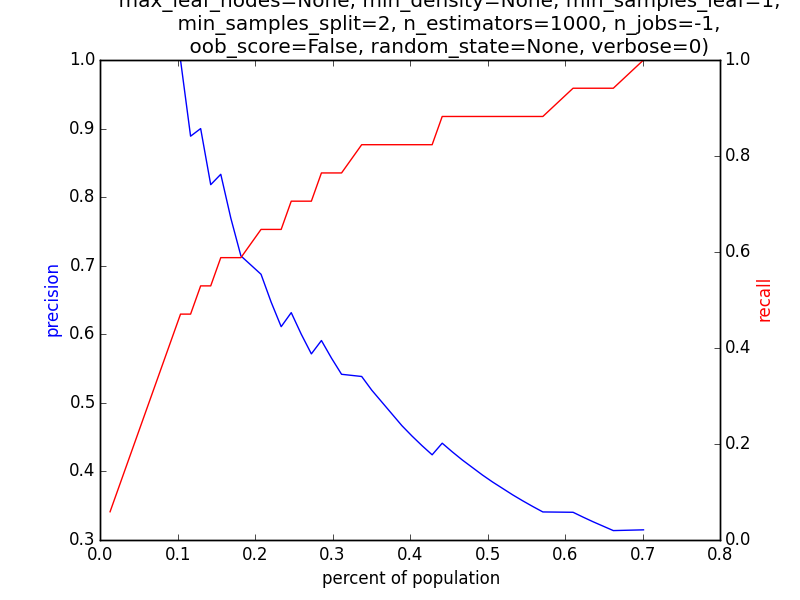 max_leaf_nodes=None, min_density=None, min_samples_leaf=1,
min_samples_split=2, n_estimators=1000, n_jobs=-1,
oob_score=False, random_state=None, verbose=0)
1.0
0.9
0.8
0.7
0.6
0.5
0.4
0.3
precision
1.0
0.8
0.6
0.4
0.2
0.0
recall
0.0 0.1 0.2 0.3 0.4 0.5 0.6 0.7 0.8
percent of population